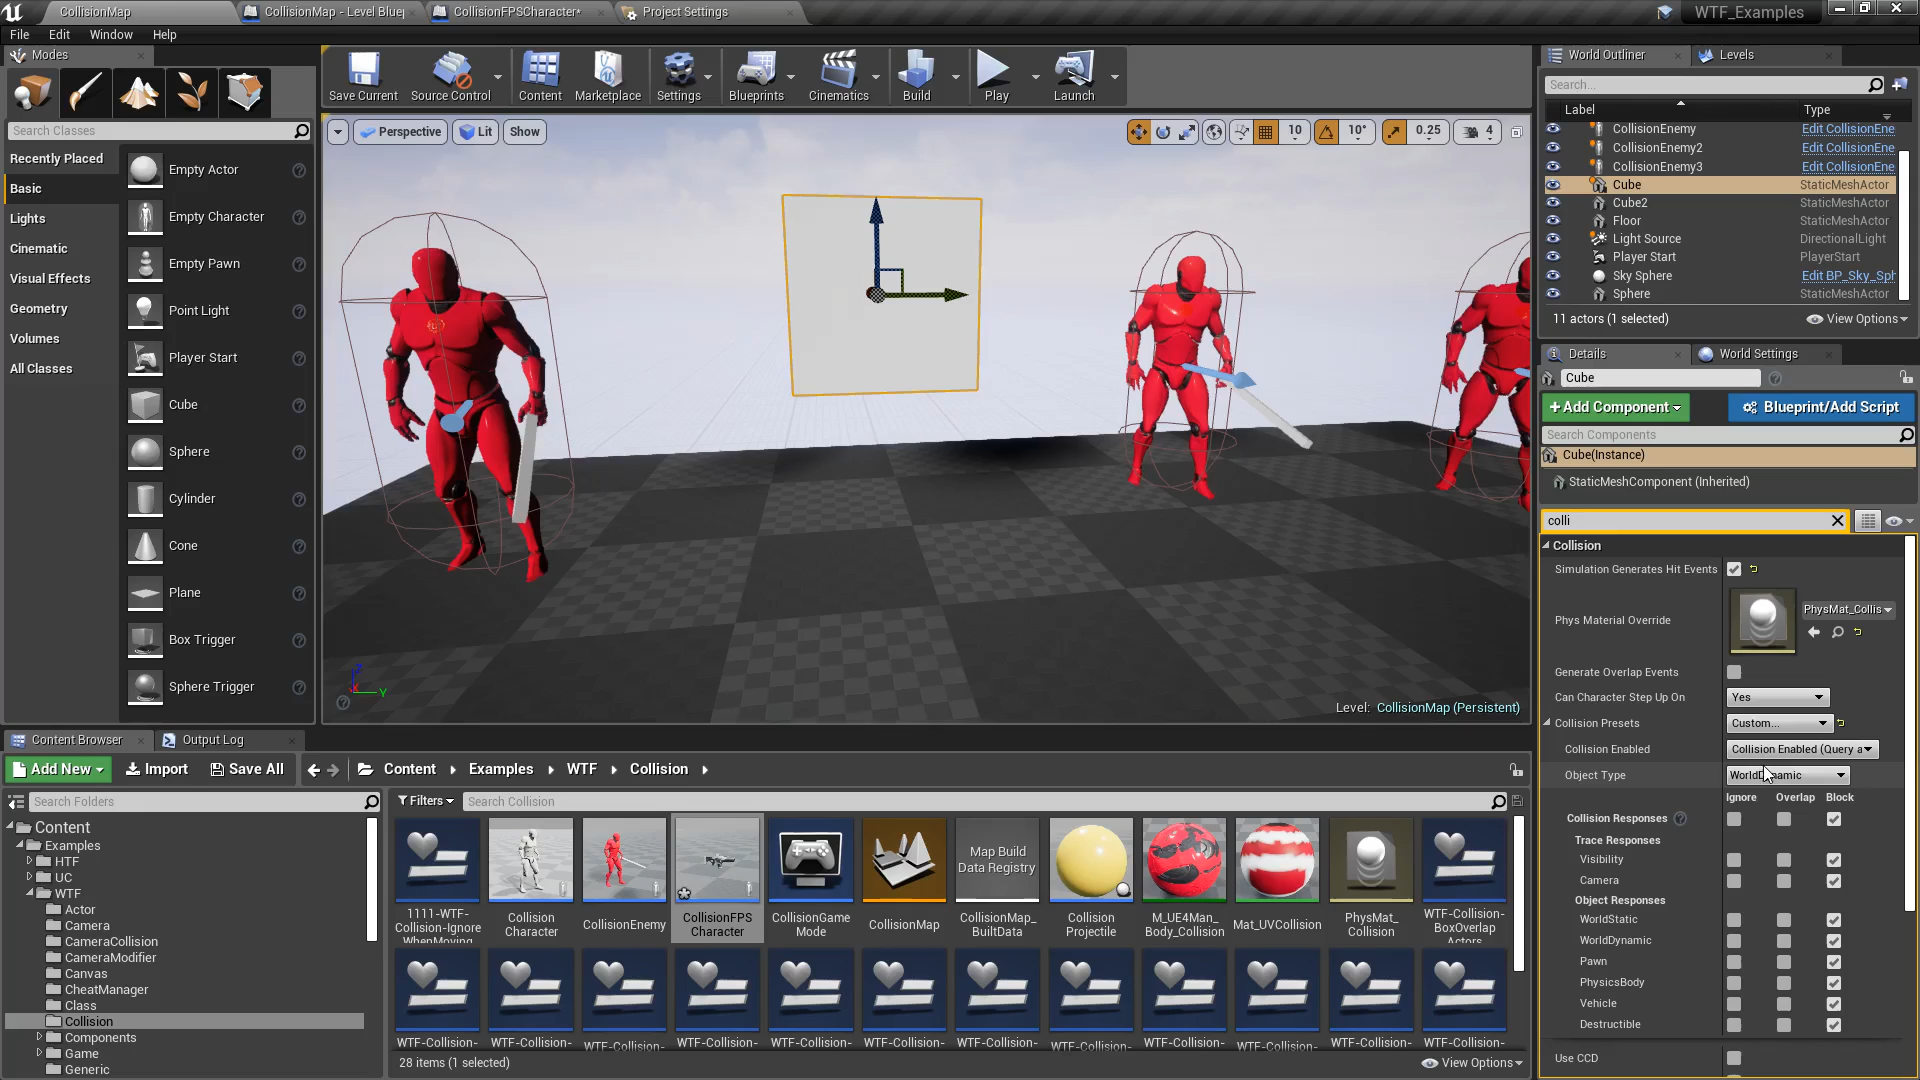 CollisionMap
CollisionMap - Level Bluep
CollisionFPSCharacter*
Project Settings
WTF_Examples
File
Edit
Window
Help
Modes
Search Classes
Recently Placed
Basic
Lights
Cinematic
Visual Effects
Geometry
Volumes
All Classes
Empty Actor
Empty Character
Empty Pawn
Point Light
Player Start
Cube
Sphere
Cylinder
Cone
Plane
Box Trigger
Sphere Trigger
Save Current
Source Control
Content
Marketplace
Settings
Blueprints
Cinematics
Build
Play
Launch
Perspective
Lit
Show
10
10°
0.25
4
Z
Y
Level: CollisionMap (Persistent)
World Outliner
Levels
Search...
Label
Type
CollisionEnemy
Edit CollisionEne
CollisionEnemy2
Edit CollisionEne
CollisionEnemy3
Edit CollisionEne
Cube
StaticMeshActor
Cube2
StaticMeshActor
Floor
StaticMeshActor
Light Source
DirectionalLight
Player Start
PlayerStart
Sky Sphere
Edit BP_Sky_Sph
Sphere
StaticMeshActor
11 actors (1 selected)
View Options
Details
World Settings
Cube
+Add Component
Blueprint/Add Script
Search Components
Cube(Instance)
StaticMeshComponent (Inherited)
colli
Collision
Simulation Generates Hit Events
Phys Material Override
PhysMat_Collis
Generate Overlap Events
Can Character Step Up On
Yes
Collision Presets
Custom...
Collision Enabled
Collision Enabled (Query a
Object Type
Ignore
Overlap
Block
Collision Responses
Trace Responses
Visibility
Camera
Object Responses
WorldStatic
WorldDynamic
Pawn
PhysicsBody
Vehicle
Destructible
Use CCD
Content Browser
Output Log
Add New
Import
Save All
Content
Examples
WTF
Collision
Search Folders
Filters
Search Collision
Content
Examples
HTF
UC
WTF
Actor
Camera
CameraCollision
CameraModifier
Canvas
CheatManager
Class
Collision
Components
Game
Generic
Map Build
Data Registry
1111-WTF-
Collision-Ignore
WhenMoving
Collision
Character
CollisionEnemy
CollisionFPS
Character
CollisionGame
Mode
CollisionMap
CollisionMap_
BuiltData
Collision
Projectile
M_UE4Man_
Body_Collision
Mat_UVCollision
PhysMat_
Collision
WTF-Collision-
BoxOverlap
Actors
WTF-Collision-
WTF-Collision-
WTF-Collision-
WTF-Collision-
WTF-Collision-
WTF-Collision-
WTF-Collision-
WTF-Collision-
WTF-Collision-
WTF-Collision-
WTF-Collision-
WTF-Collision-
28 items (1 selected)
View Options